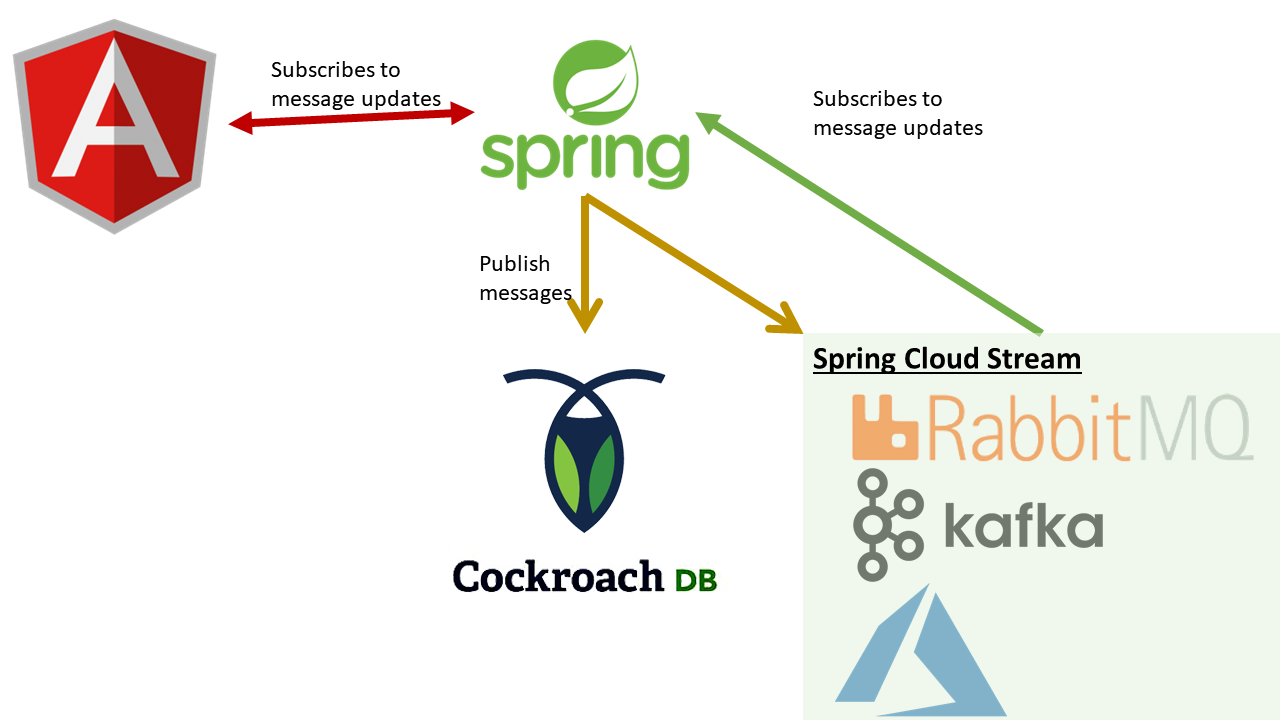 Subscribes to
message updates
spring
Subscribes to
message updates
Publish
messages
Spring Cloud Stream
RabbitMQ
kafka
Cockroach DB